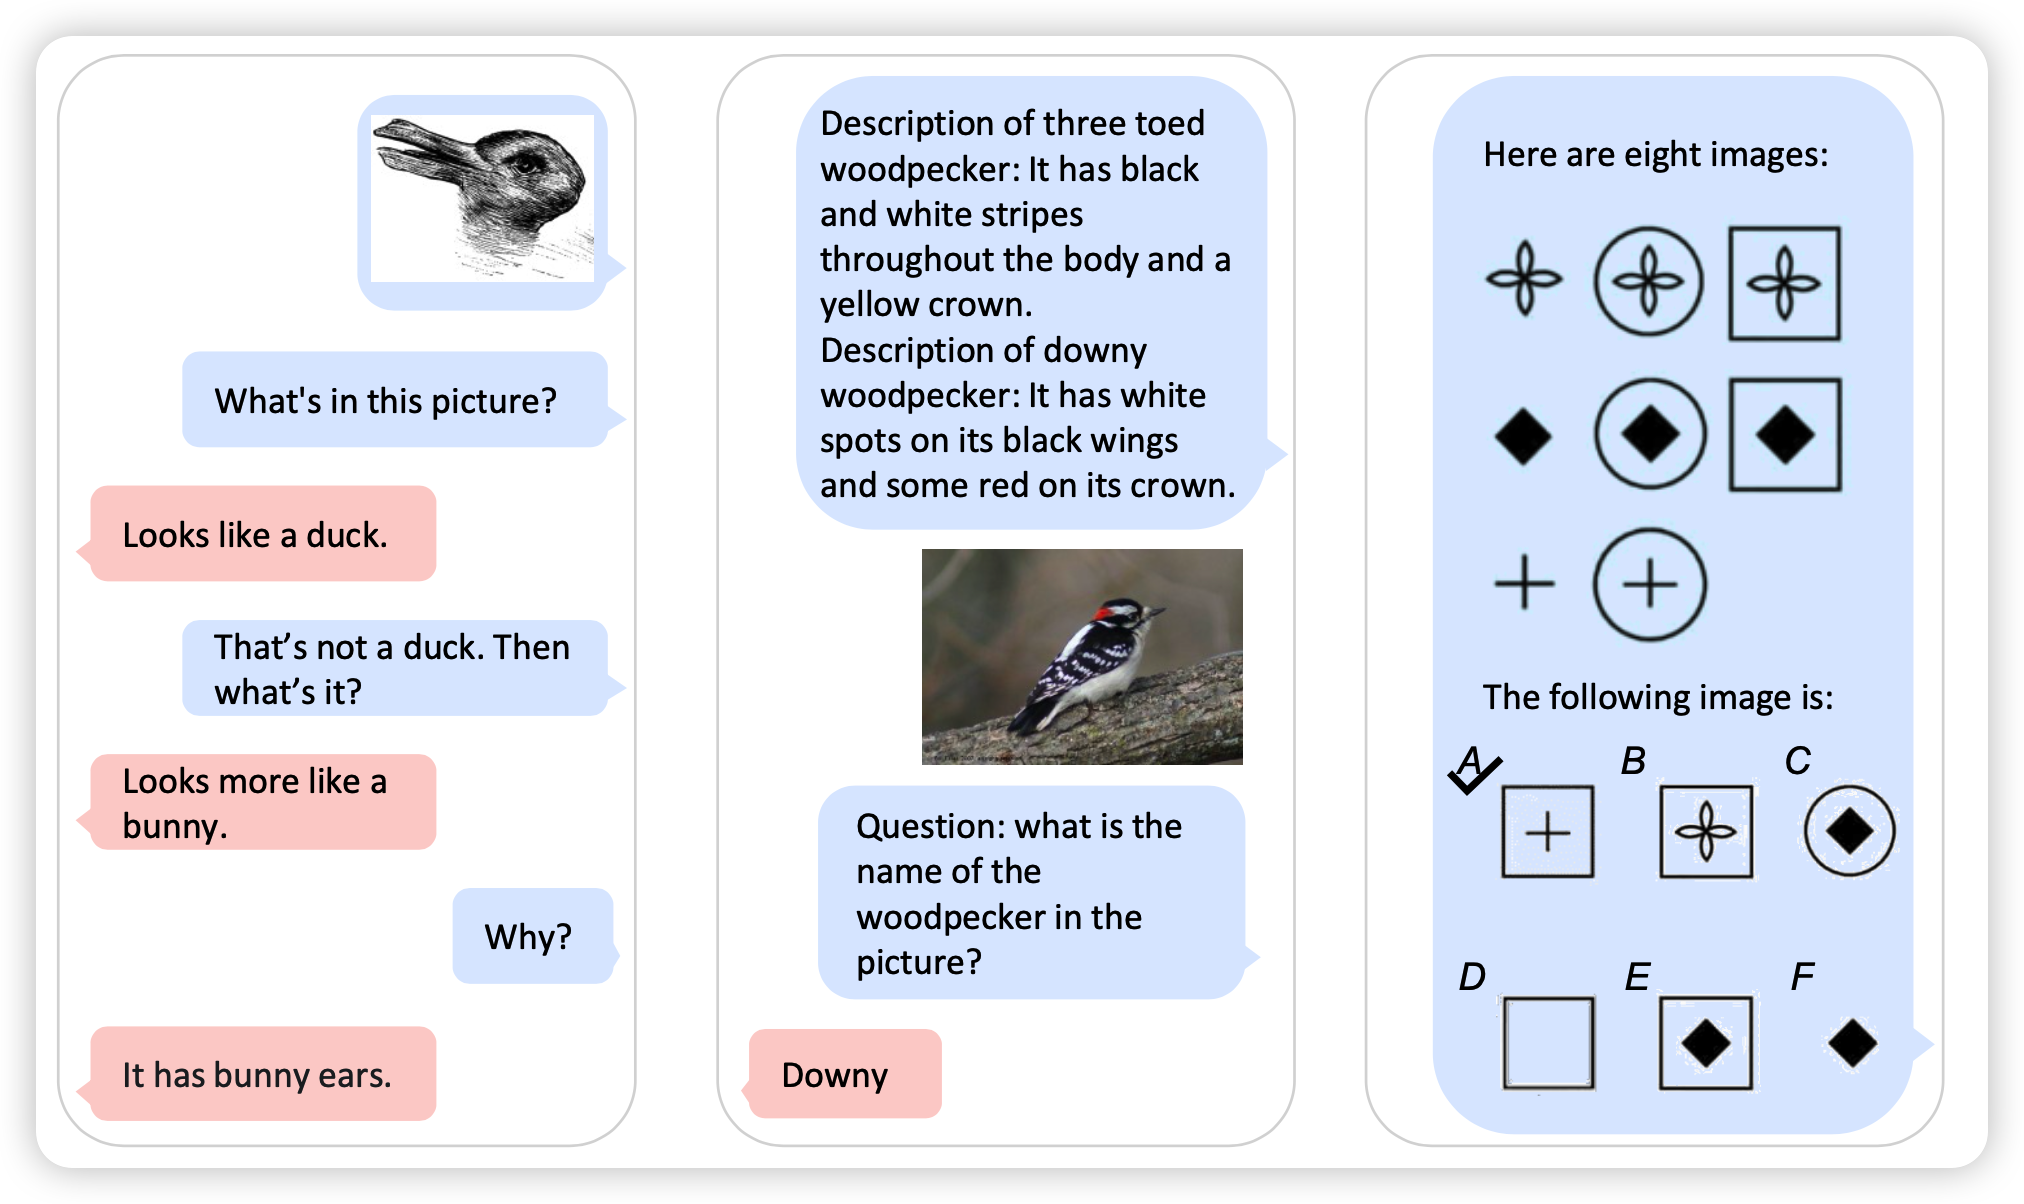 What's in this picture?
Looks like a duck.
That’s not a duck. Then
what’s it?
Looks more like a
bunny.
Why?
It has bunny ears.
Description of three toed
woodpecker: It has black
and white stripes
throughout the body and a
yellow crown.
Description of downy
woodpecker: It has white
spots on its black wings
and some red on its crown.
Question: what is the
name of the
woodpecker in the
picture?
Downy
Here are eight images:
The following image is:
A B C
D E F